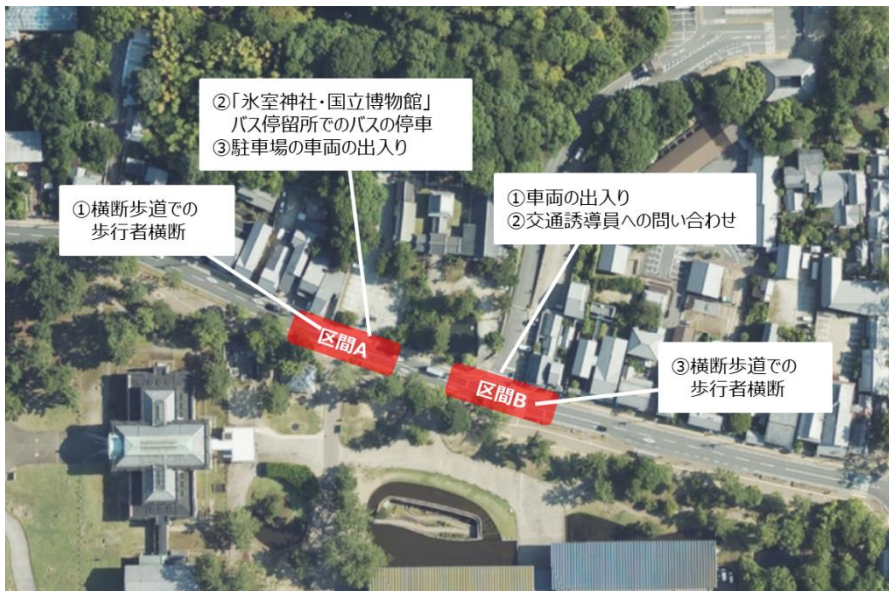 ②「氷室神社・国立博物館」
バス停留所でのバスの停車
③駐車場の車両の出入り
①横断歩道での
歩行者横断
①車両の出入り
②交通誘導員への問い合わせ
区間A
区間B
③横断歩道での
歩行者横断